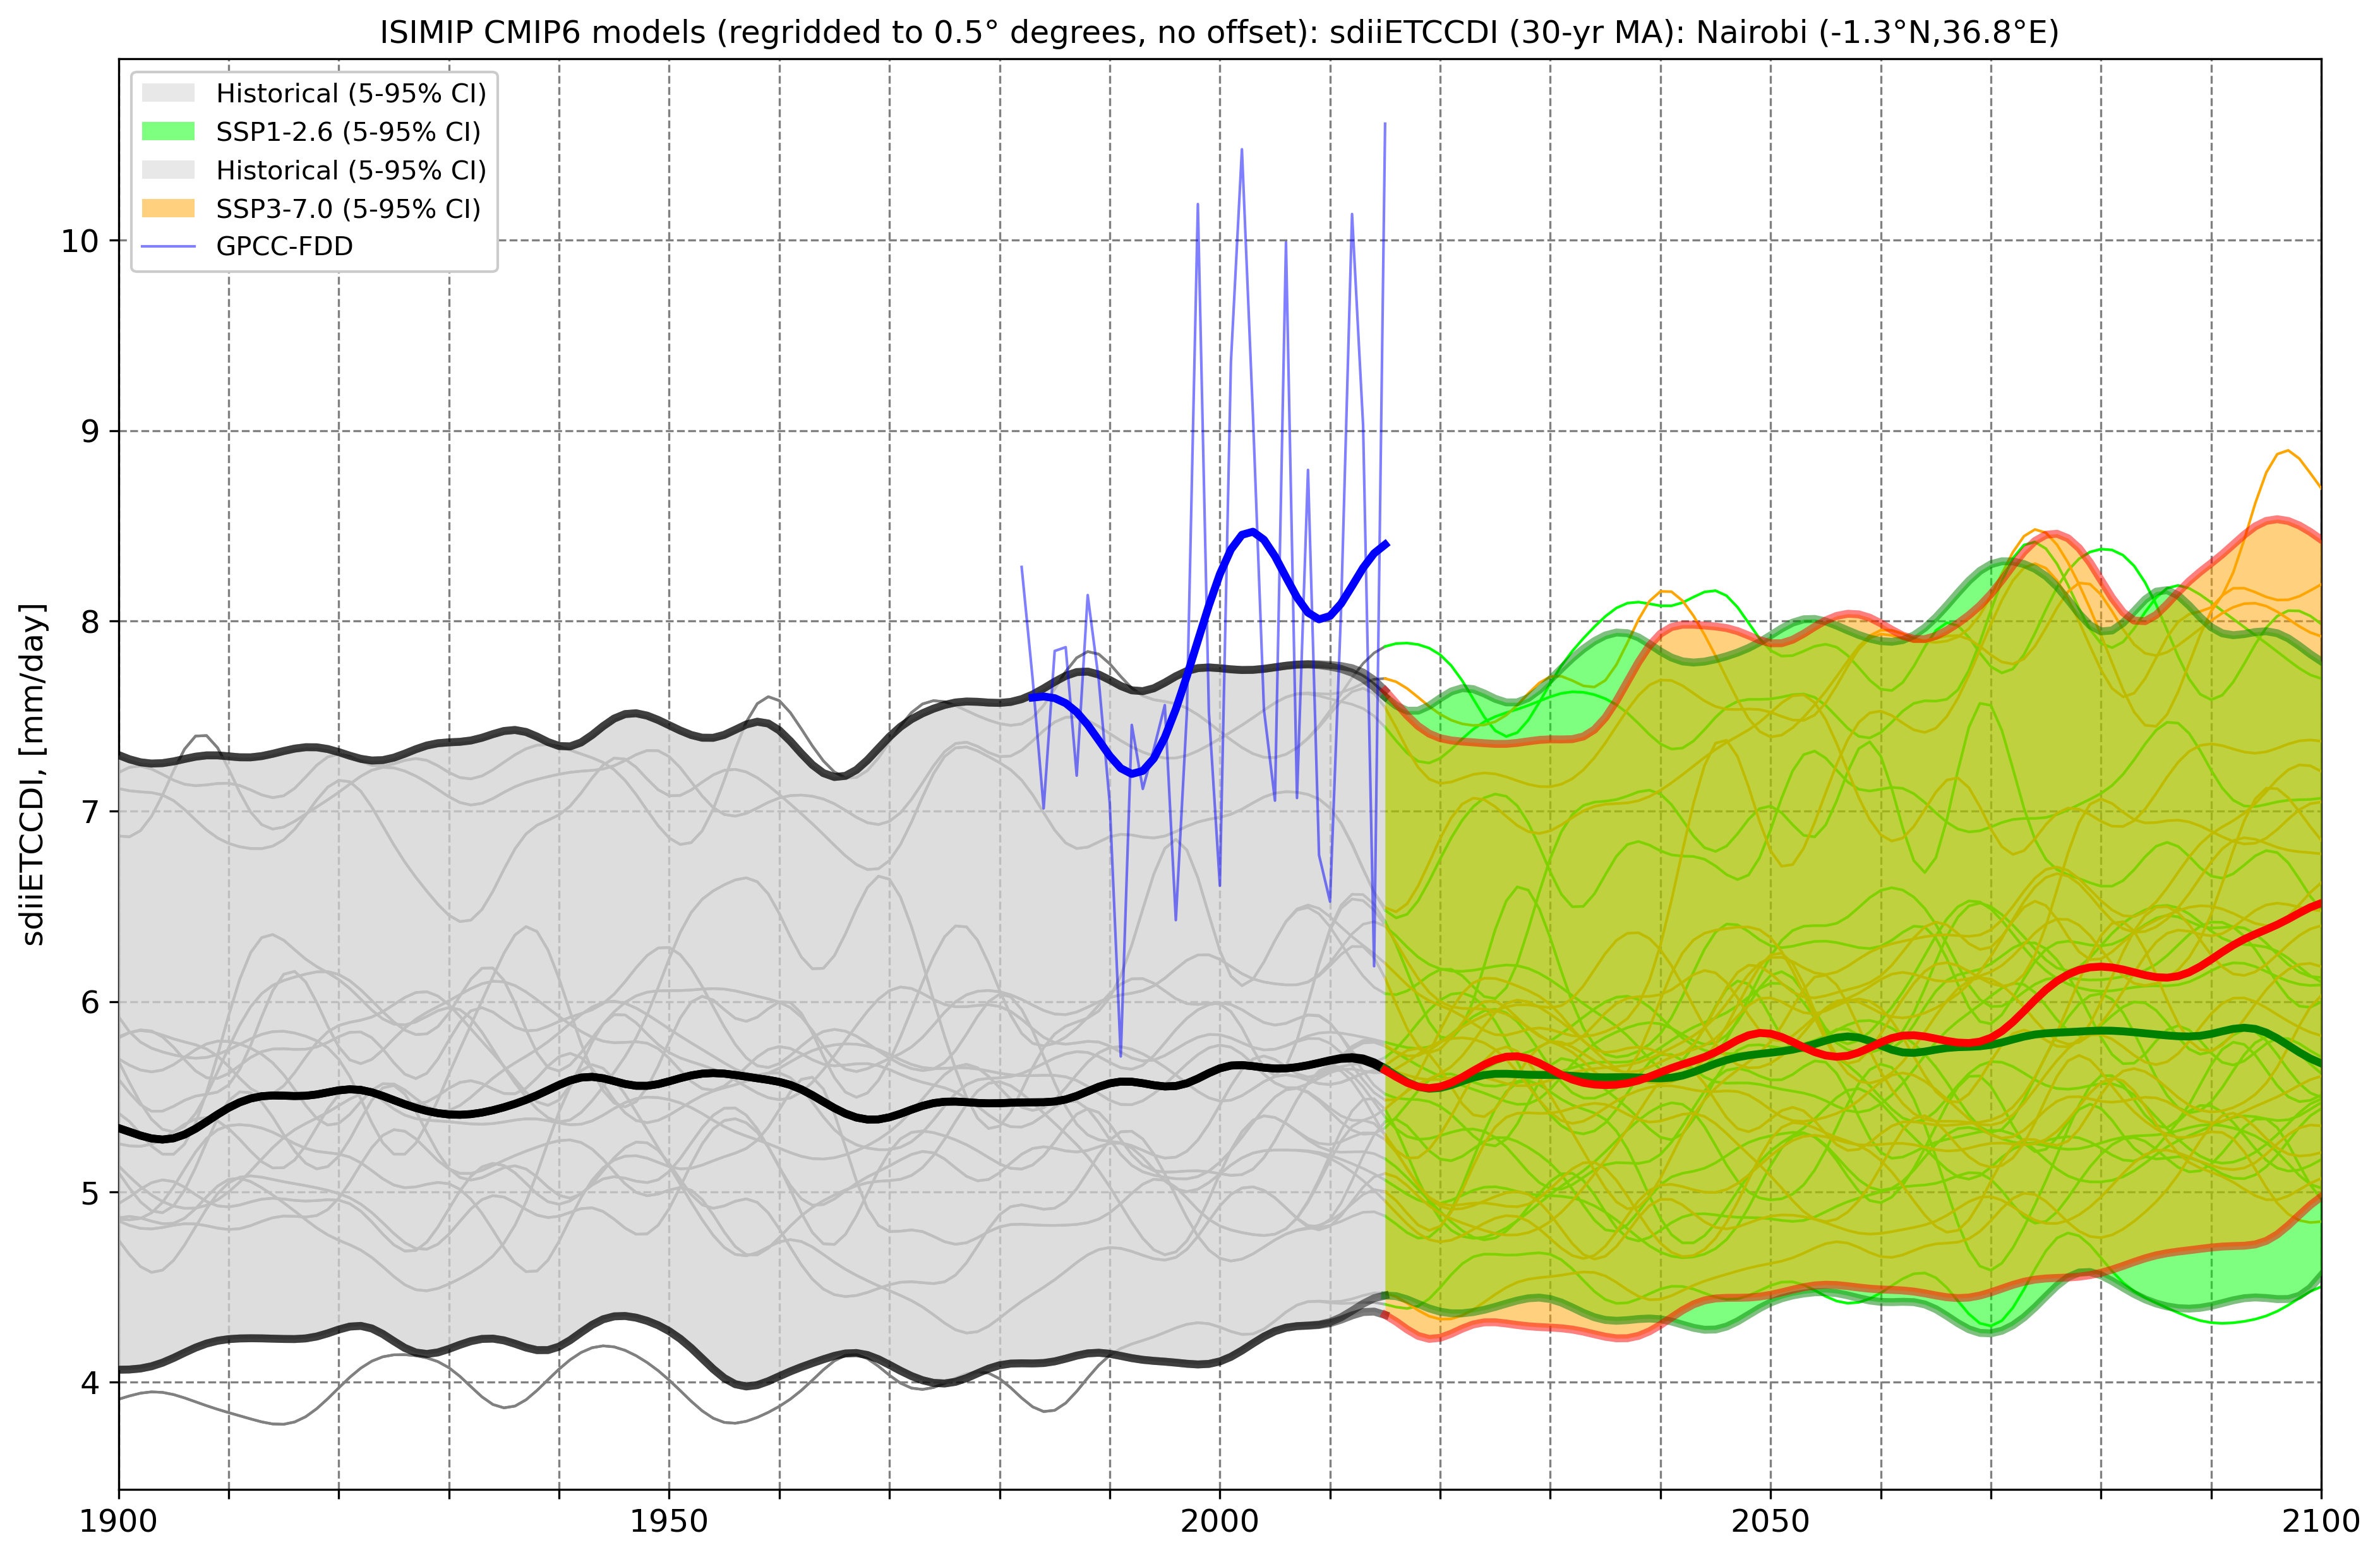 ISIMIP CMIP6 models (regridded to 0.5° degrees, no offset): sdiiETCCDI (30-yr MA): Nairobi (-1.3°N,36.8°E)
Historical (5-95% CI)
SSP1-2.6 (5-95% CI)
Historical (5-95% CI)
SSP3-7.0 (5-95% CI)
GPCC-FDD
sdiiETCCDI, [mm/day]
10
9
8
7
6
5
4
1900
1950
2000
2050
2100